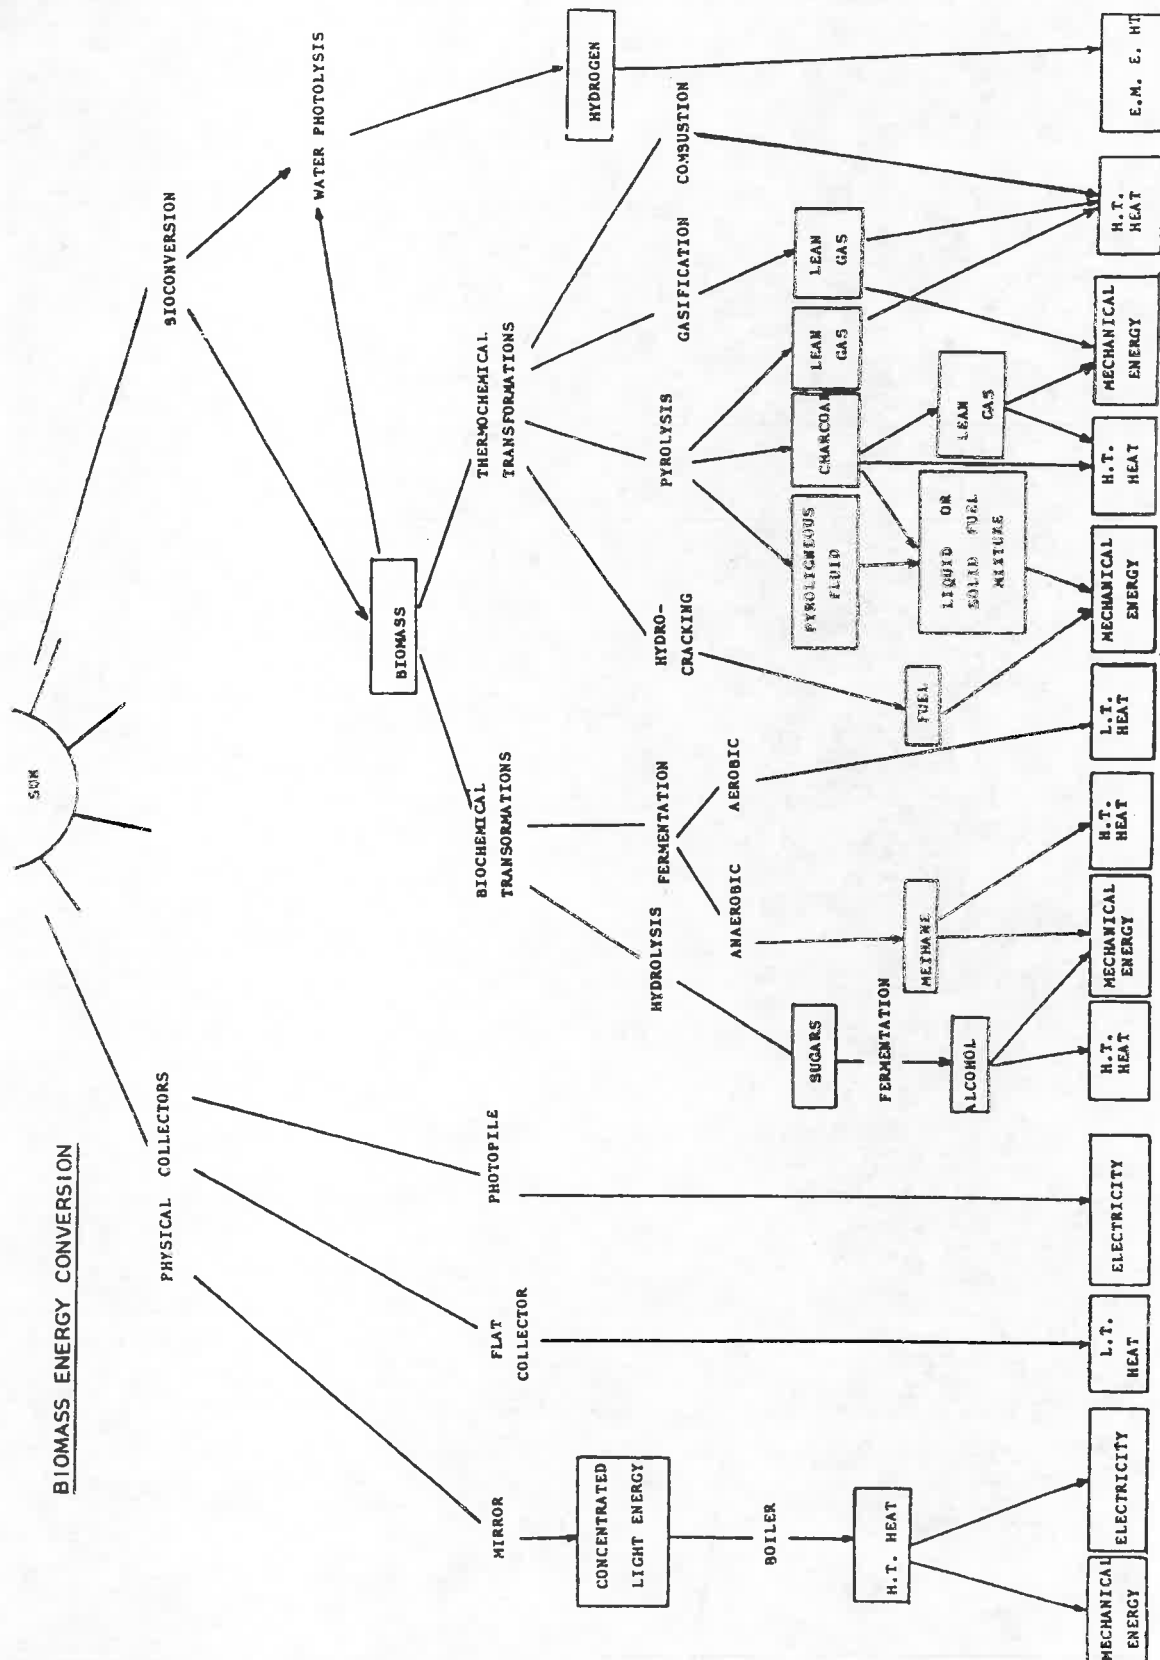 BIOMASS ENERGY CONVERSION
SUN
PHYSICAL COLLECTORS
BIOCONVERSION
WATER PHOTOLYSIS
BIOMASS
MIRROR
FLAT
COLLECTOR
PHOTOPILE
BIOCHEMICAL
TRANSORMATIONS
THERMOCHEMICAL
TRANSFORMATIONS
CONCENTRATED
LIGHT ENERGY
HYDROGEN
HYDROLYSIS
FERMENTATION
HYDRO-
CRACKING
PYROLYSIS
GASIFICATION
COMBUSTION
ANAEROBIC
AEROBIC
BOILER
SUGARS
PYROLIGNEOUS
FLUID
CHARCOAL
LEAN
GAS
LEAN
GAS
H.T. HEAT
FERMENTATION
METHANE
FUEL
LIQUID OR
SOLID FUEL
MIXTURE
LEAN
GAS
ALCOHOL
MECHANICAL
ENERGY
ELECTRICITY
L.T.
HEAT
ELECTRICITY
H.T.
HEAT
MECHANICAL
ENERGY
H.T.
HEAT
L.T.
HEAT
MECHANICAL
ENERGY
H.T.
HEAT
MECHANICAL
ENERGY
H.T.
HEAT
E.M. E. HT